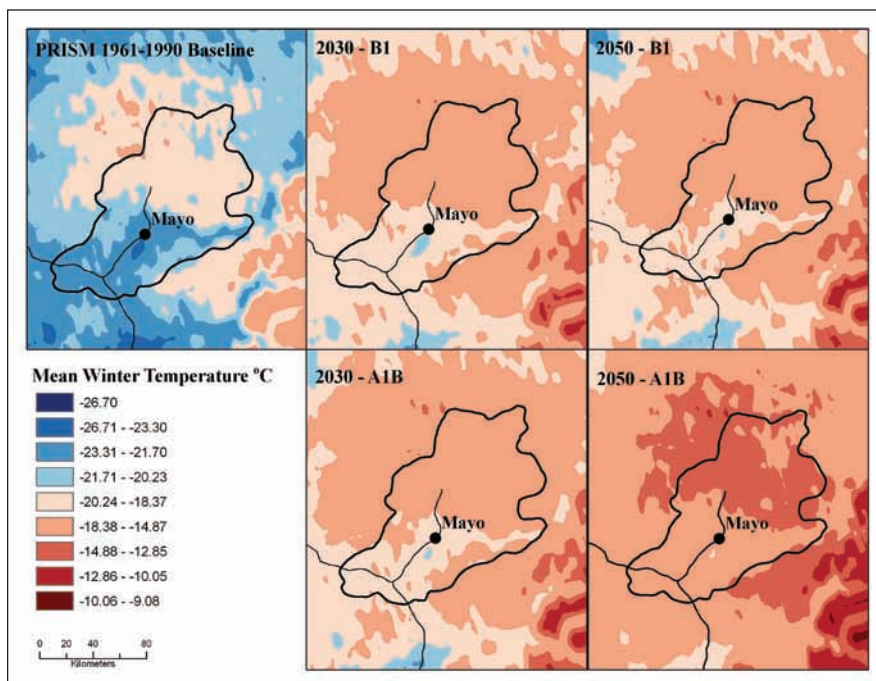 PRISM 1961-1990 Baseline
2030 - B1
2050 - B1
Mayo
Mayo
Mayo
Mean Winter Temperature °C
-26.70
-26.71 - -23.30
-23.31 - -21.70
-21.71 - -20.23
-20.24 - -18.37
-18.38 - -14.87
-14.88 - -12.85
-12.86 - -10.05
-10.06 - -9.08
0 20 40 80
Kilometers
2030 - A1B
2050 - A1B
Mayo
Mayo